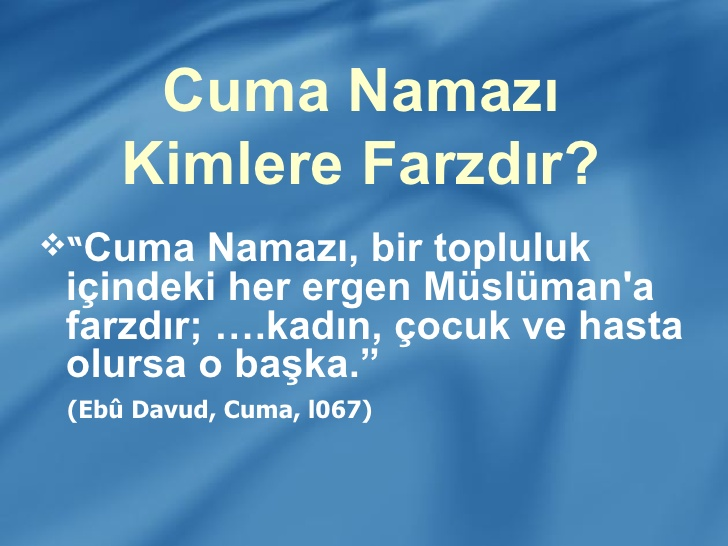 Cuma Namazı
Kimlere Farzdır?
❖“Cuma Namazı, bir topluluk
içindeki her ergen Müslüman'a
farzdır; ….kadın, çocuk ve hasta
olursa o başka.”
(Ebû Davud, Cuma, l067)